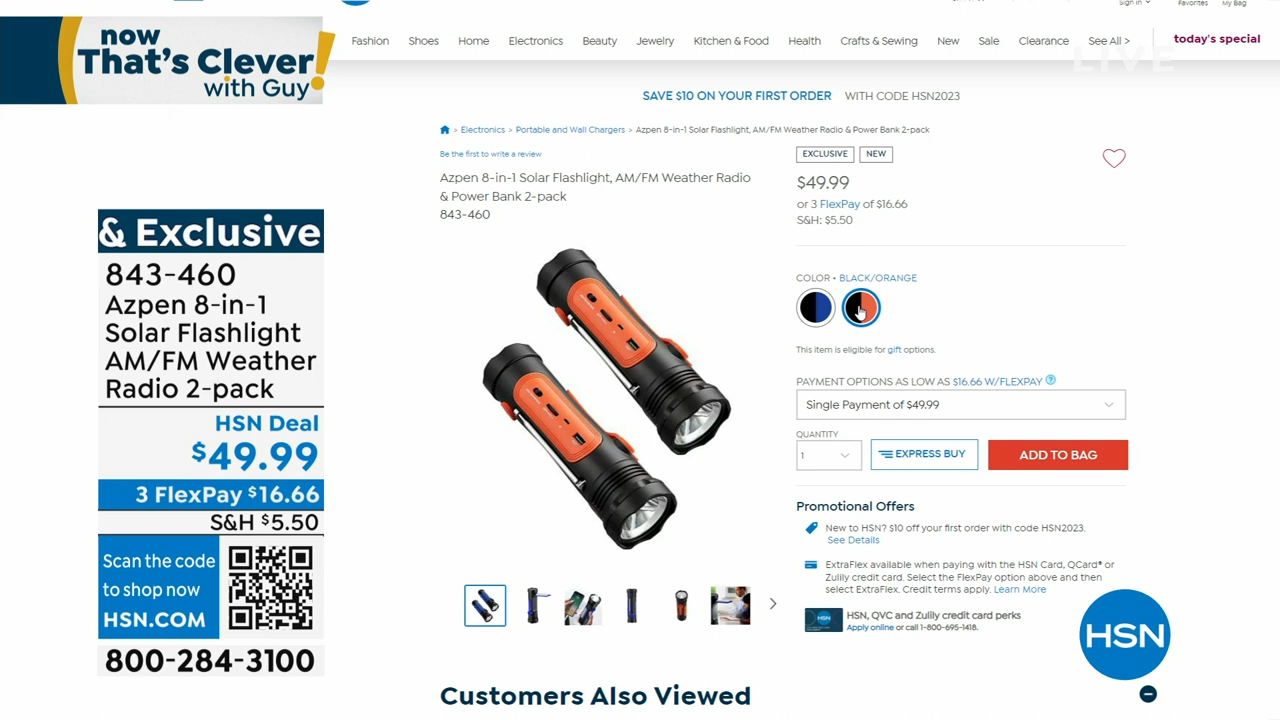 now
That's Clever!
with Guy
Sign in
Favorites
My Bag
Fashion
Shoes
Home
Electronics
Beauty
Jewelry
Kitchen & Food
Health
Crafts & Sewing
New
Sale
Clearance
See All >
today's special
LIVE
SAVE $10 ON YOUR FIRST ORDER WITH CODE HSN2023
> Electronics > Portable and Wall Chargers > Azpen 8-in-1 Solar Flashlight, AM/FM Weather Radio & Power Bank 2-pack
Be the first to write a review
Azpen 8-in-1 Solar Flashlight, AM/FM Weather Radio
& Power Bank 2-pack
843-460
EXCLUSIVE
NEW
$49.99
or 3 FlexPay of $16.66
S&H: $5.50
COLOR • BLACK/ORANGE
This item is eligible for gift options.
PAYMENT OPTIONS AS LOW AS $16.66 W/FLEXPAY ?
Single Payment of $49.99
QUANTITY
1
EXPRESS BUY
ADD TO BAG
Promotional Offers
New to HSN? $10 off your first order with code HSN2023.
See Details
ExtraFlex available when paying with the HSN Card, QCard® or
Zulily credit card. Select the FlexPay option above and then
select ExtraFlex. Credit terms apply. Learn More
HSN, QVC and Zulily credit card perks
Apply online or call 1-800-695-1418.
Customers Also Viewed
& Exclusive
843-460
Azpen 8-in-1
Solar Flashlight
AM/FM Weather
Radio 2-pack
HSN Deal
$49.99
3 FlexPay $16.66
S&H $5.50
Scan the code
to shop now
HSN.COM
800-284-3100
HSN